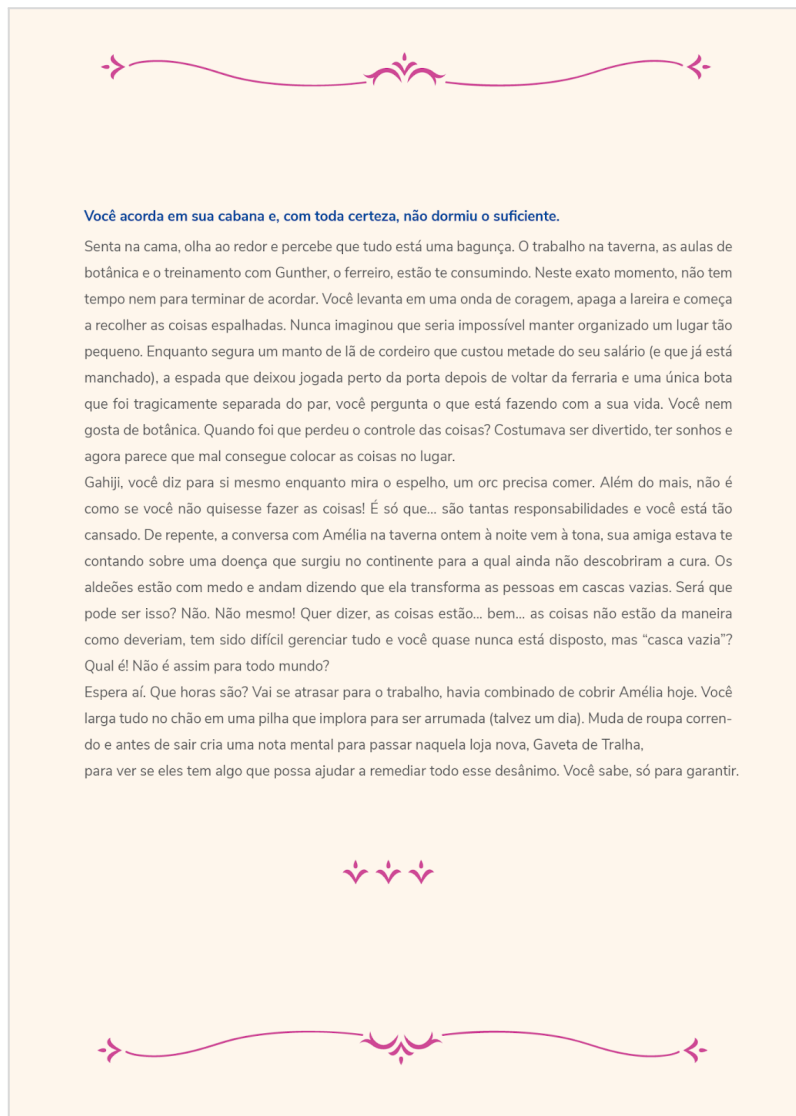 Você acorda em sua cabana e, com toda certeza, não dormiu o suficiente.
Senta na cama, olha ao redor e percebe que tudo está uma bagunça. O trabalho na taverna, as aulas de
botânica e o treinamento com Gunther, o ferreiro, estão te consumindo. Neste exato momento, não tem
tempo nem para terminar de acordar. Você levanta em uma onda de coragem, apaga a lareira e começa
a recolher as coisas espalhadas. Nunca imaginou que seria impossível manter organizado um lugar tão
pequeno. Enquanto segura um manto de lã de cordeiro que custou metade do seu salário (e que já está
manchado), a espada que deixou jogada perto da porta depois de voltar da ferraria e uma única bota
que foi tragicamente separada do par, você pergunta o que está fazendo com a sua vida. Você nem
gosta de botânica. Quando foi que perdeu o controle das coisas? Costumava ser divertido, ter sonhos e
agora parece que mal consegue colocar as coisas no lugar.
Gahiji, você diz para si mesmo enquanto mira o espelho, um orc precisa comer. Além do mais, não é
como se você não quisesse fazer as coisas! É só que... são tantas responsabilidades e você está tão
cansado. De repente, a conversa com Amélia na taverna ontem à noite vem à tona, sua amiga estava te
contando sobre uma doença que surgiu no continente para a qual ainda não descobriram a cura. Os
aldeões estão com medo e andam dizendo que ela transforma as pessoas em cascas vazias. Será que
pode ser isso? Não. Não mesmo! Quer dizer, as coisas estão... bem... as coisas não estão da maneira
como deveriam, tem sido difícil gerenciar tudo e você quase nunca está disposto, mas “casca vazia”?
Qual é! Não é assim para todo mundo?
Espera aí. Que horas são? Vai se atrasar para o trabalho, havia combinado de cobrir Amélia hoje. Você
larga tudo no chão em uma pilha que implora para ser arrumada (talvez um dia). Muda de roupa corren-
do e antes de sair cria uma nota mental para passar naquela loja nova, Gaveta de Tralha,
para ver se eles tem algo que possa ajudar a remediar todo esse desânimo. Você sabe, só para garantir.